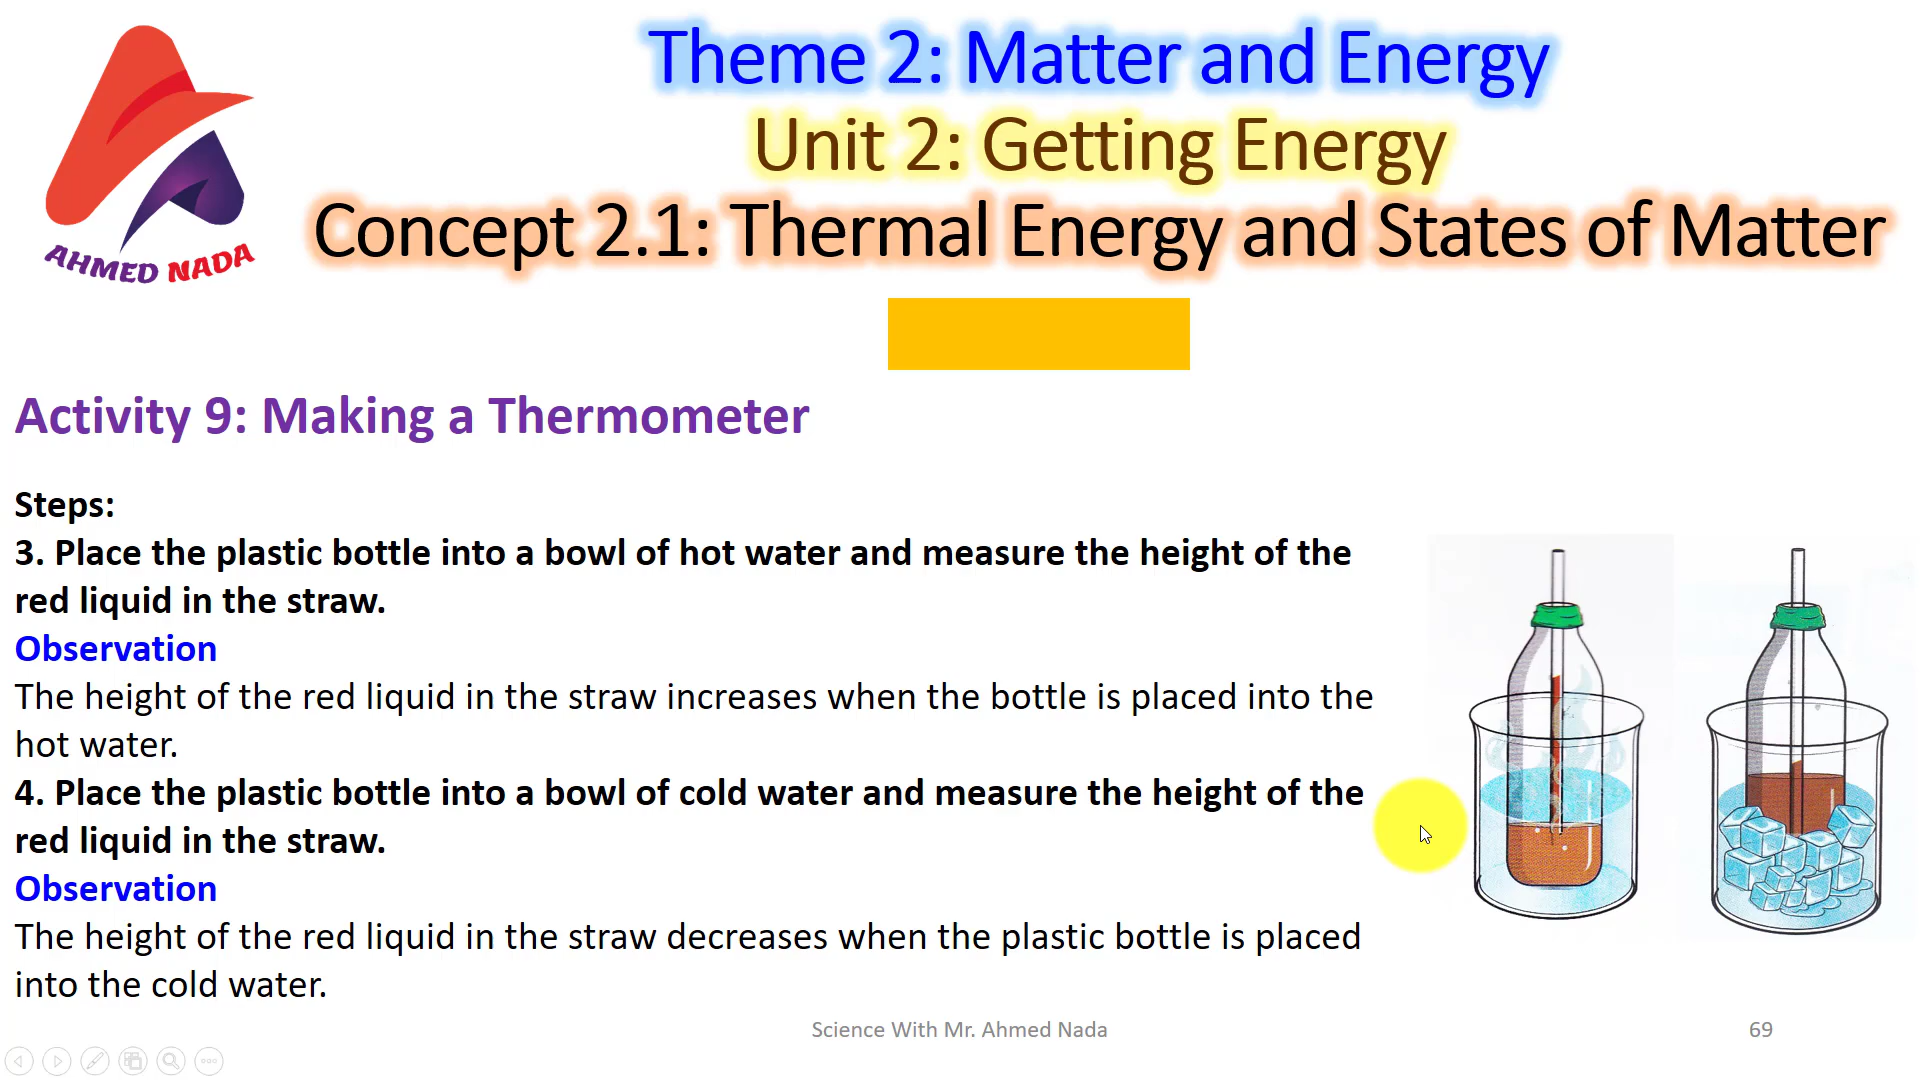 Theme 2: Matter and Energy
Unit 2: Getting Energy
Concept 2.1: Thermal Energy and States of Matter
AHMED NADA
Activity 9: Making a Thermometer
Steps:
3. Place the plastic bottle into a bowl of hot water and measure the height of the
red liquid in the straw.
Observation
The height of the red liquid in the straw increases when the bottle is placed into the
hot water.
4. Place the plastic bottle into a bowl of cold water and measure the height of the
red liquid in the straw.
Observation
The height of the red liquid in the straw decreases when the plastic bottle is placed
into the cold water.
Science With Mr. Ahmed Nada
69